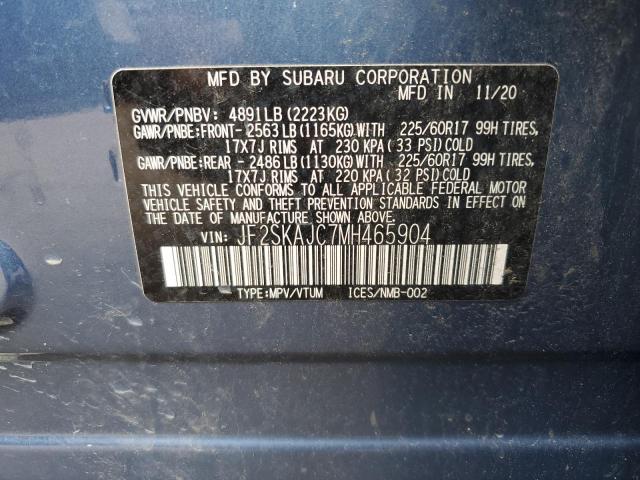 MFD BY SUBARU CORPORATION
MFD IN 11/20
GVWR/PNBV: 4891LB (2223KG)
GAWR/PNBE:FRONT- 2563LB (1165KG)WITH 225/60R17 99H TIRES,
17X7J RIMS AT 230 KPA (33 PSI)COLD
GAWR/PNBE:REAR - 2486LB (1130KG)WITH 225/60R17 99H TIRES,
17X7J RIMS AT 220 KPA (32 PSI)COLD
THIS VEHICLE CONFORMS TO ALL APPLICABLE FEDERAL MOTOR
VEHICLE SAFETY AND THEFT PREVENTION STANDARDS IN EFFECT
ON THE DATE OF MANUFACTURE SHOWN ABOVE.
VIN: JF2SKAJC7MH465904
TYPE:MPV/VTUM ICES/NMB-002